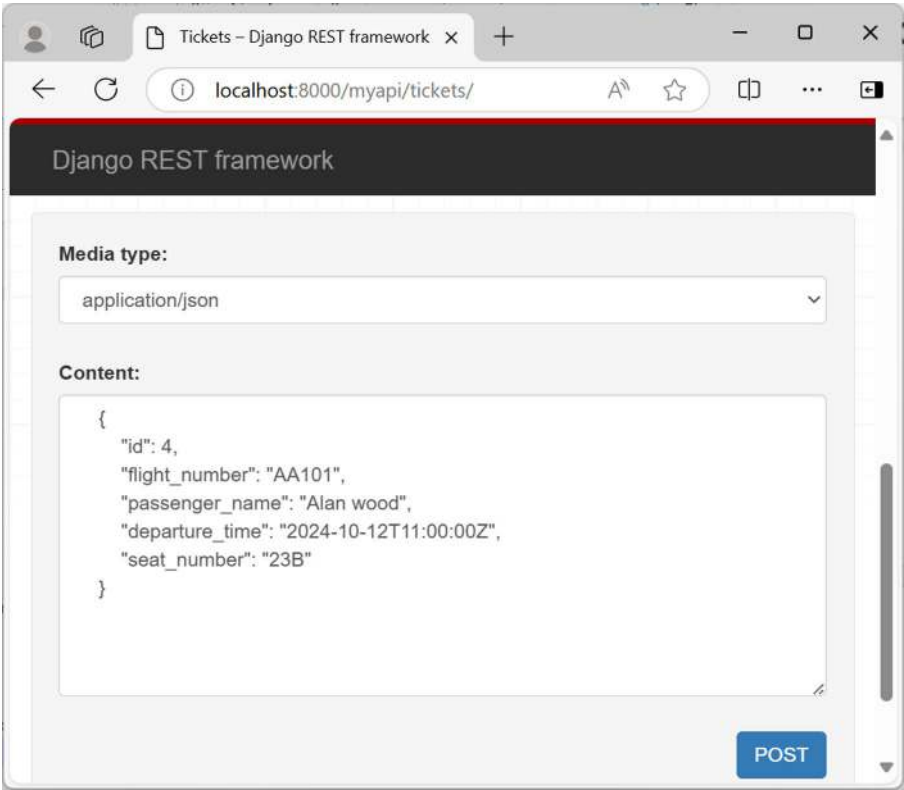 Tickets – Django REST framework
localhost:8000/myapi/tickets/
Django REST framework
Media type:
application/json
Content:
{
"id": 4,
"flight_number": "AA101",
"passenger_name": "Alan wood",
"departure_time": "2024-10-12T11:00:00Z",
"seat_number": "23B"
}
POST